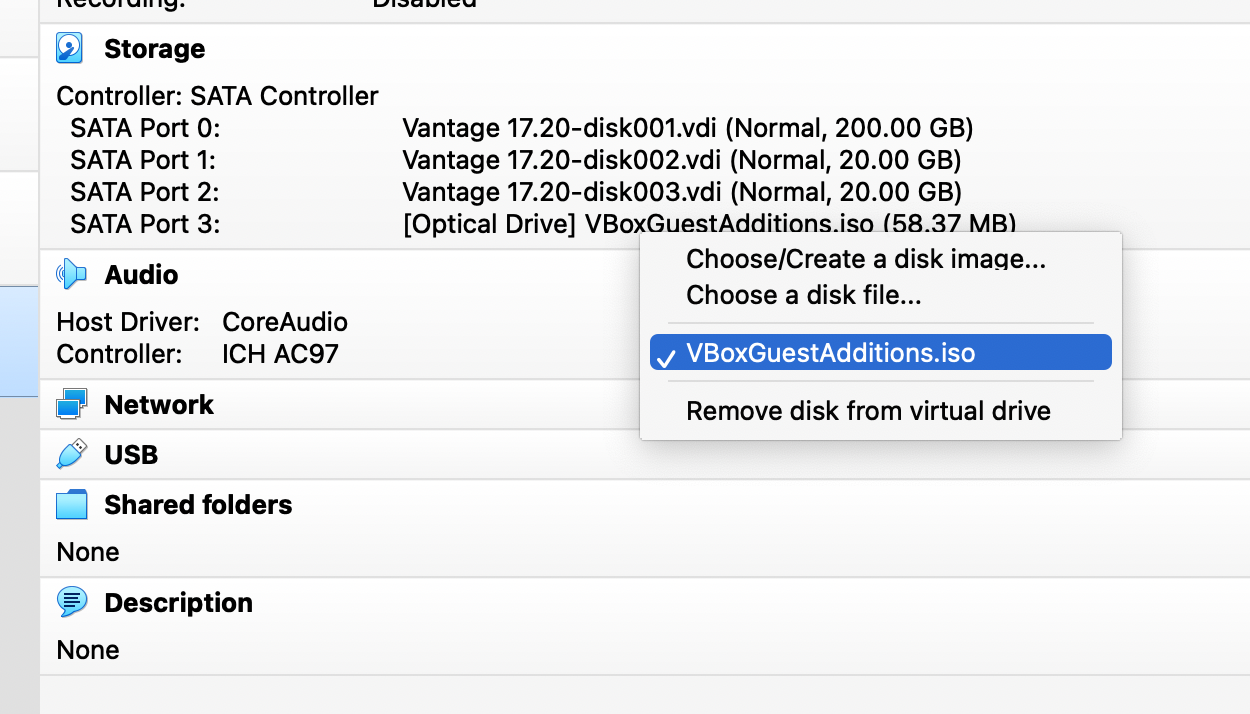 Recording: Disabled
Storage
Controller: SATA Controller
SATA Port 0: Vantage 17.20-disk001.vdi (Normal, 200.00 GB)
SATA Port 1: Vantage 17.20-disk002.vdi (Normal, 20.00 GB)
SATA Port 2: Vantage 17.20-disk003.vdi (Normal, 20.00 GB)
SATA Port 3: [Optical Drive] VBoxGuestAdditions.iso (58.37 MB)
Choose/Create a disk image...
Choose a disk file...
VBoxGuestAdditions.iso
Remove disk from virtual drive
Audio
Host Driver: CoreAudio
Controller: ICH AC97
Network
USB
Shared folders
None
Description
None